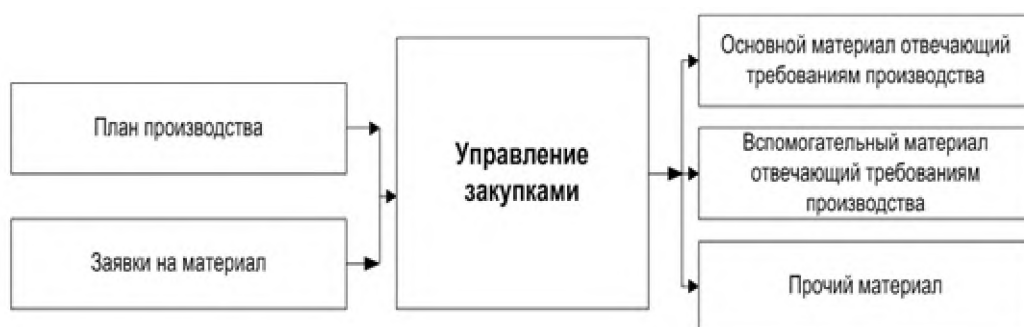 План производства
Заявки на материал
Управление
закупками
Основной материал отвечающий
требованиям производства
Вспомогательный материал
отвечающий требованиям
производства
Прочий материал